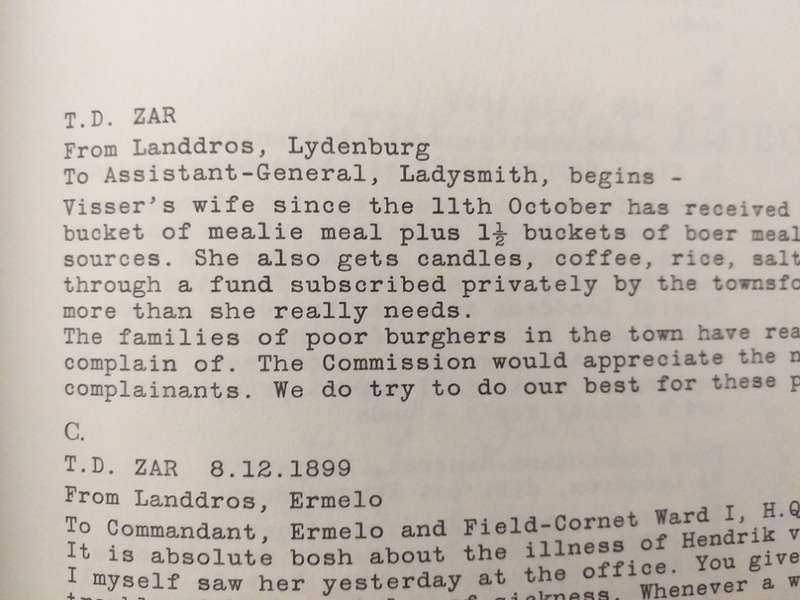 T.D. ZAR
From Landdros, Lydenburg
To Assistant-General, Ladysmith, begins -
Visser's wife since the 11th October has received
bucket of mealie meal plus 1½ buckets of boer meal
sources. She also gets candles, coffee, rice, salt
through a fund subscribed privately by the
more than she really needs.
The families of poor burghers in the town have
complain of. The Commission would appreciate the
complainants. We do try to do our best for these
C.
T.D. ZAR 8.12.1899
From Landdros, Ermelo
To Commandant, Ermelo and Field-Cornet Ward I,
It is absolute bosh about the illness of Hendrik
I myself saw her yesterday at the office. You give
of sickness. Whenever a